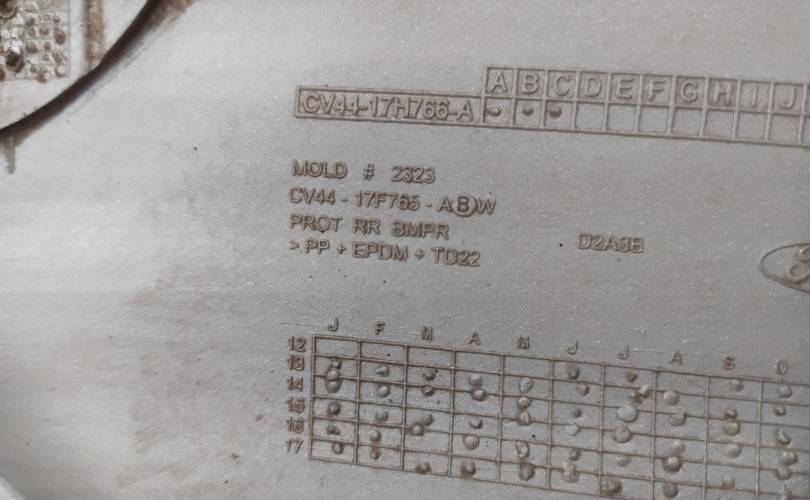 A B C D E F G H I J
CV44-17H766-A
MOLD # 2323
CV44 - 17F765 - ABW
PROT RR BMPR
> PP + EPDM + TD22
D2A6B
J F M A M J J A S O
12
13
14
15
16
17